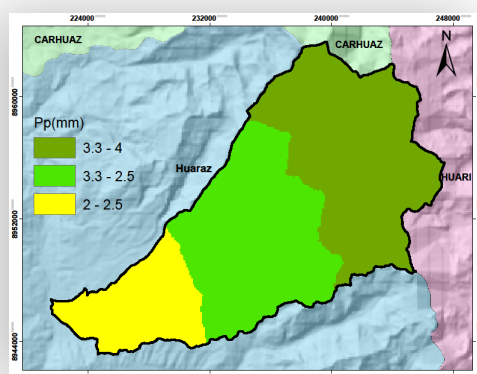 224000 232000 240000 248000
CARHUAZ
CARHUAZ
N
8960000
Pp(mm)
3.3 - 4
3.3 - 2.5
2 - 2.5
Huaraz
HUARI
8952000
8944000